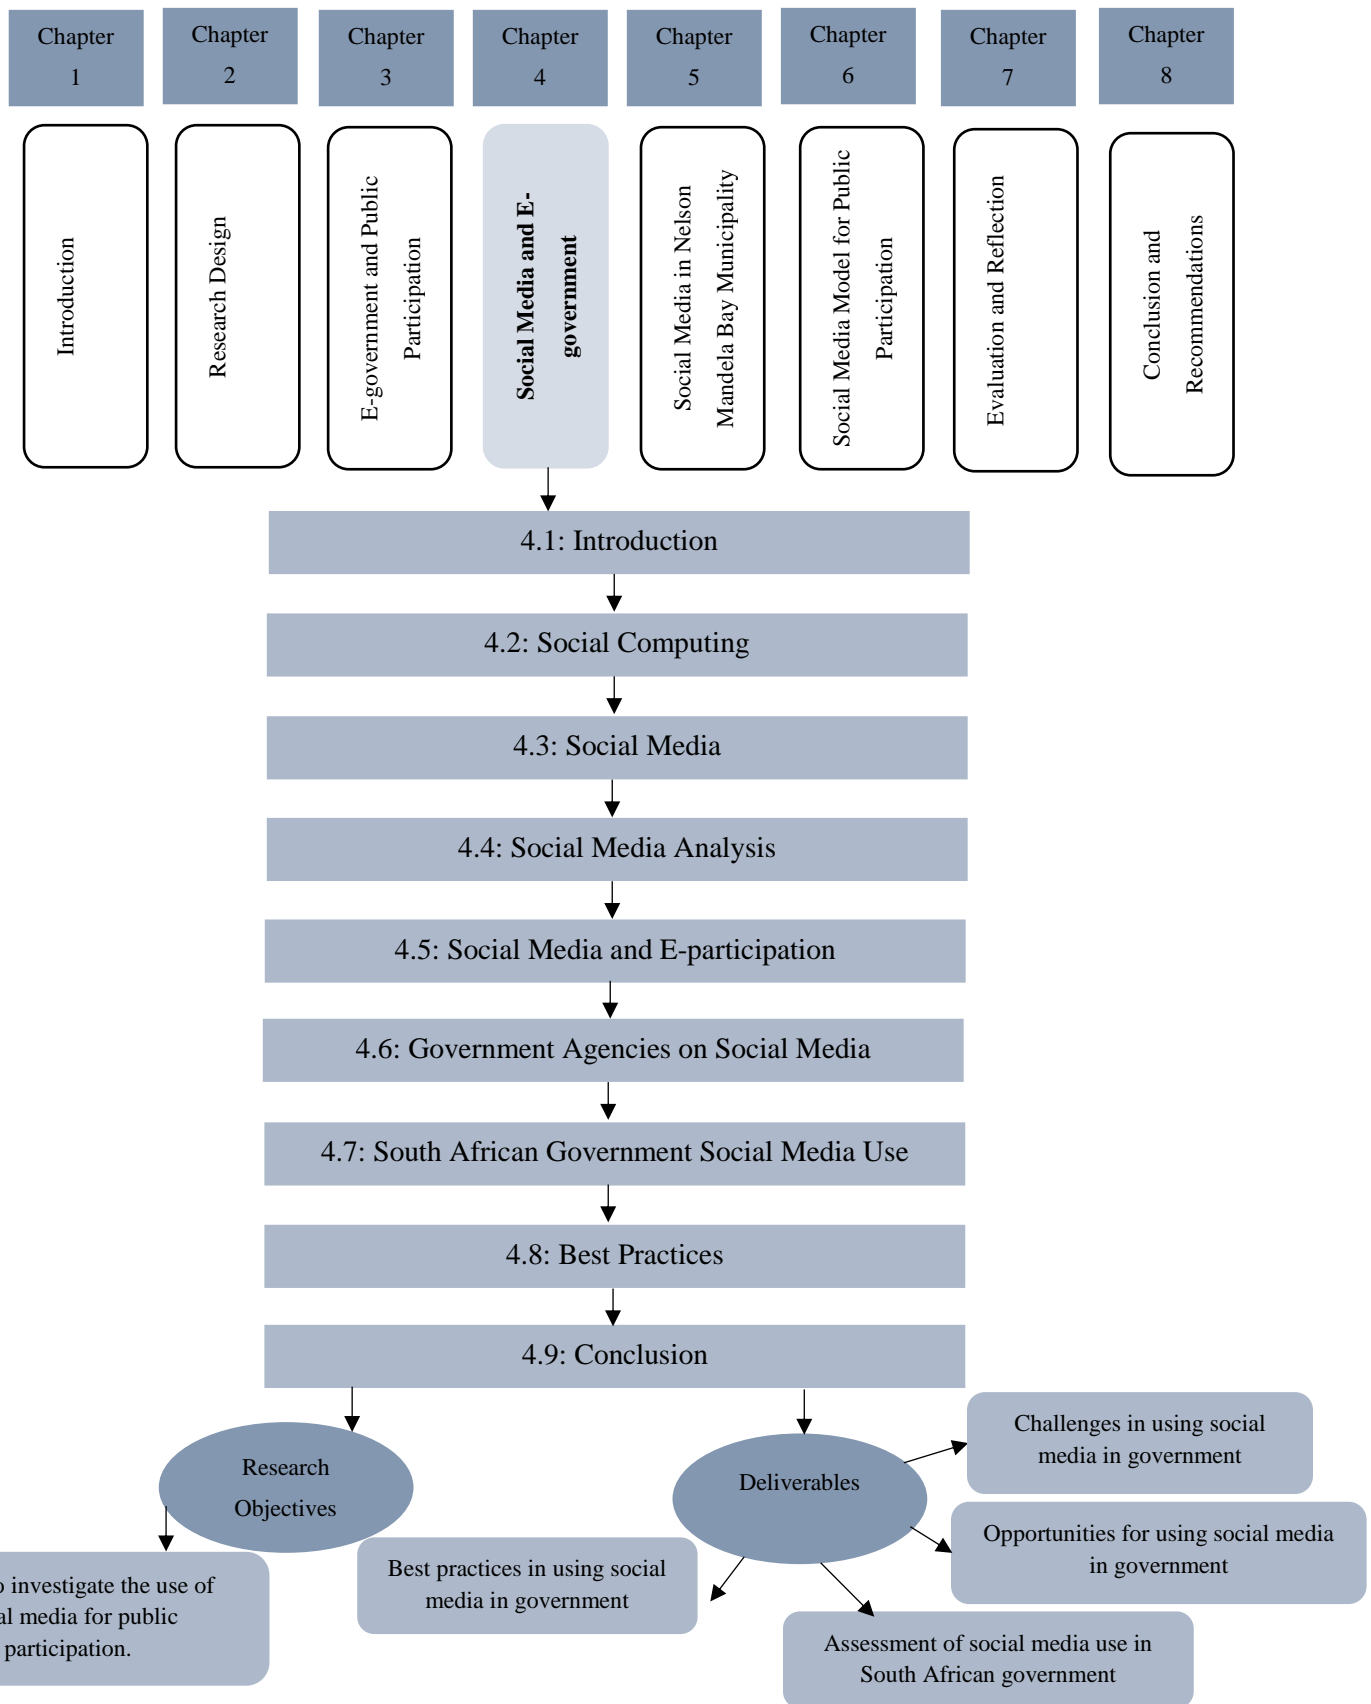 Chapter
1
Chapter
2
Chapter
3
Chapter
4
Chapter
5
Chapter
6
Chapter
7
Chapter
8
Introduction
Research Design
E-government and Public
Participation
Social Media and E-
government
Social Media in Nelson
Mandela Bay Municipality
Social Media Model for Public
Participation
Evaluation and Reflection
Conclusion and
Recommendations
4.1: Introduction
4.2: Social Computing
4.3: Social Media
4.4: Social Media Analysis
4.5: Social Media and E-participation
4.6: Government Agencies on Social Media
4.7: South African Government Social Media Use
4.8: Best Practices
4.9: Conclusion
Research
Objectives
Deliverables
Challenges in using social
media in government
Opportunities for using social media
in government
Best practices in using social
media in government
Assessment of social media use in
South African government
investigate the use of
media for public
participation.